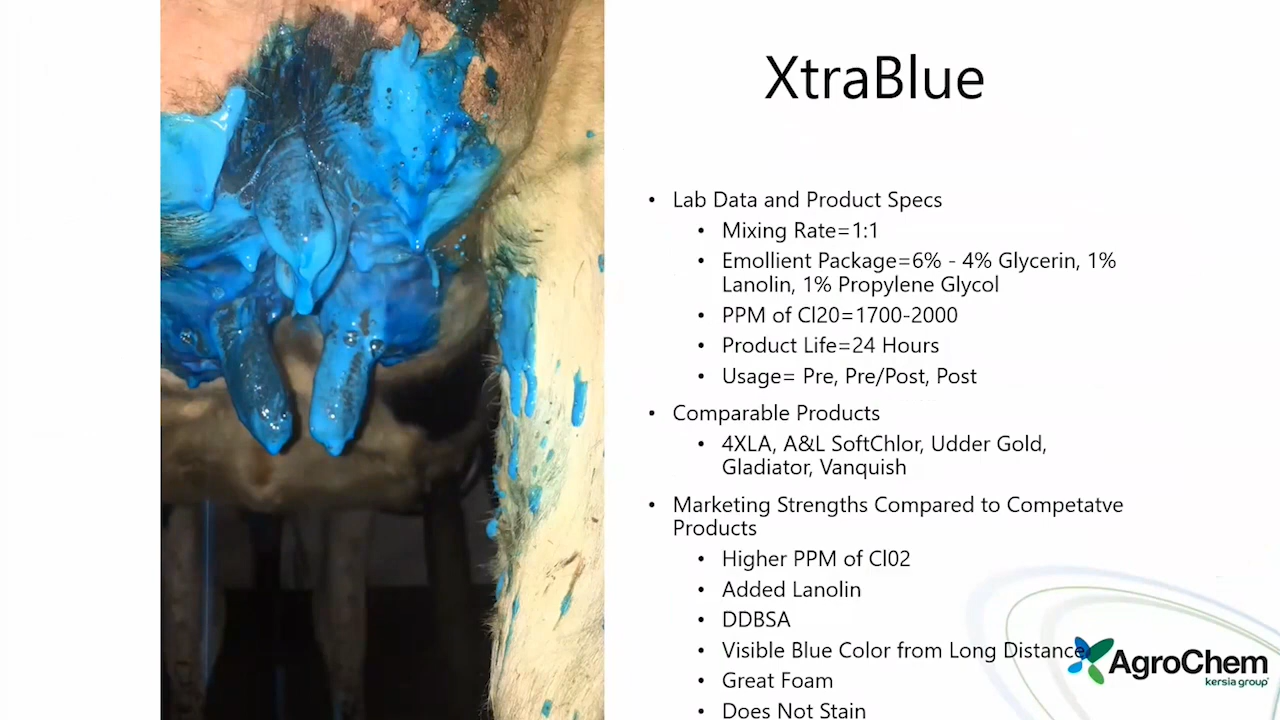 XtraBlue
• Lab Data and Product Specs
• Mixing Rate=1:1
• Emollient Package=6% - 4% Glycerin, 1%
Lanolin, 1% Propylene Glycol
• PPM of Cl20=1700-2000
• Product Life=24 Hours
• Usage= Pre, Pre/Post, Post
• Comparable Products
• 4XLA, A&L SoftChlor, Udder Gold,
Gladiator, Vanquish
• Marketing Strengths Compared to Competatve
Products
• Higher PPM of Cl02
• Added Lanolin
• DDBSA
• Visible Blue Color from Long Distance
• Great Foam
• Does Not Stain
AgroChem
kersia group